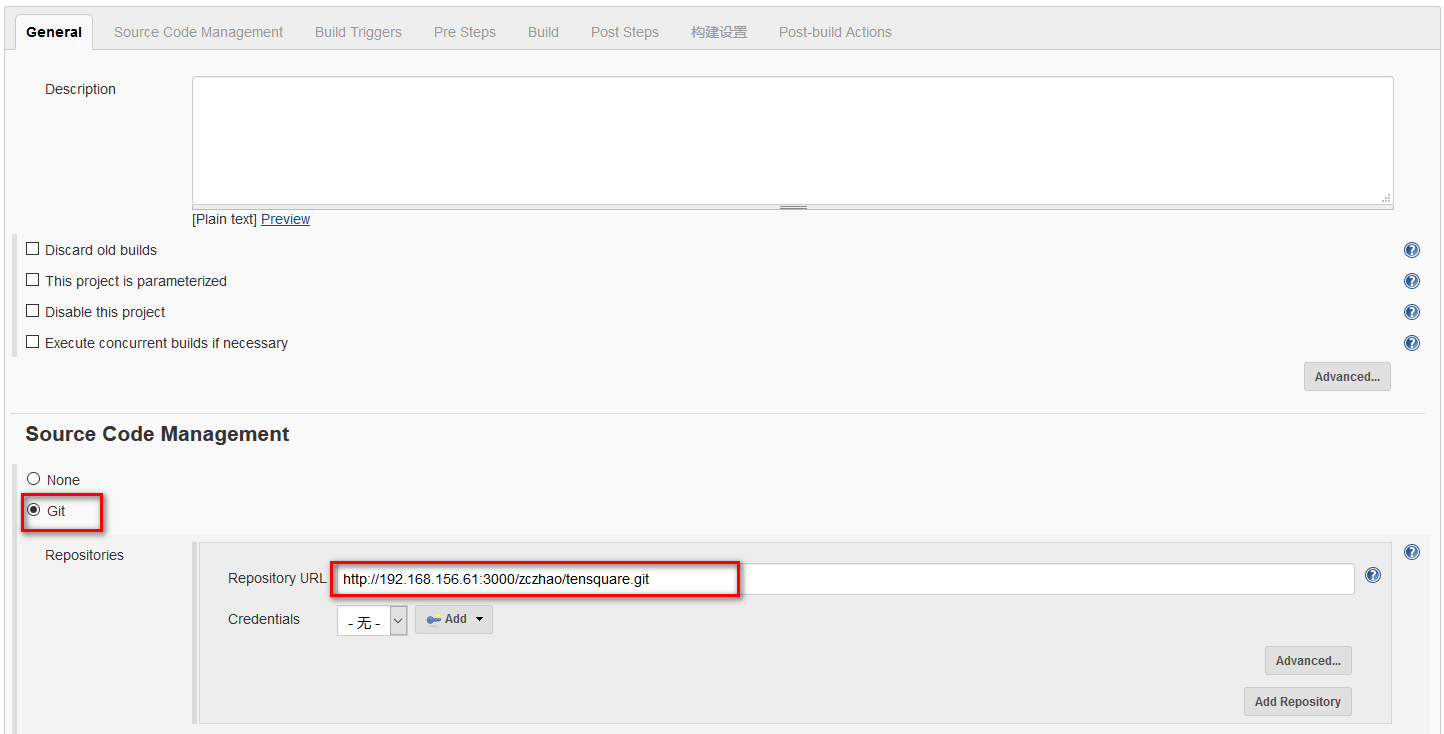 General Source Code Management Build Triggers Pre Steps Build Post Steps 构建设置 Post-build Actions
Description
[Plain text] Preview
Discard old builds
This project is parameterized
Disable this project
Execute concurrent builds if necessary
Advanced...
Source Code Management
None
Git
Repositories
Repository URL http://192.168.156.61:3000/zczhao/tensquare.git
Credentials - 无 - Add
Advanced...
Add Repository